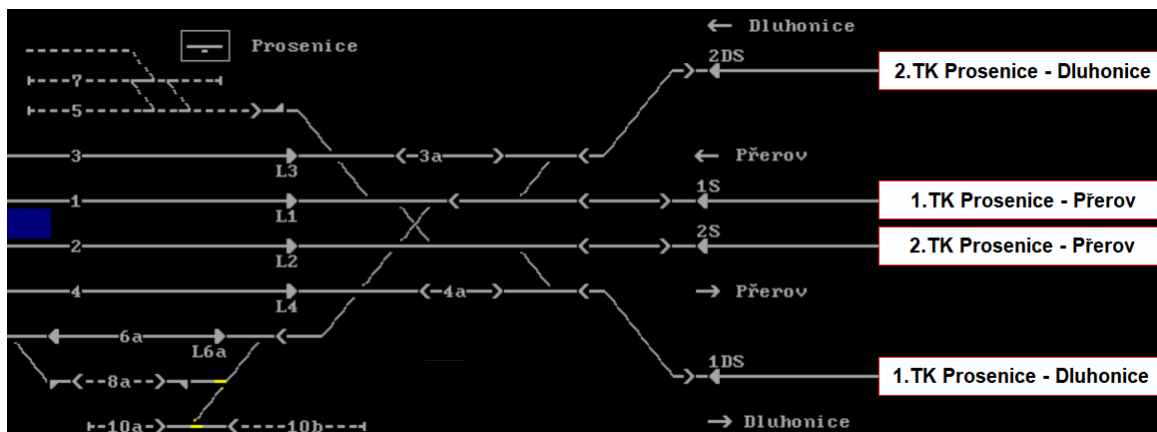 ← Dluhonice
Prosenice
2DS
2.TK Prosenice - Dluhonice
7
5
3
3a
← Přerov
L3
1S
1
1.TK Prosenice - Přerov
L1
2S
2
2.TK Prosenice - Přerov
L2
4
4a
→ Přerov
L4
6a
L6a
1DS
8a
1.TK Prosenice - Dluhonice
10a
10b
→ Dluhonice